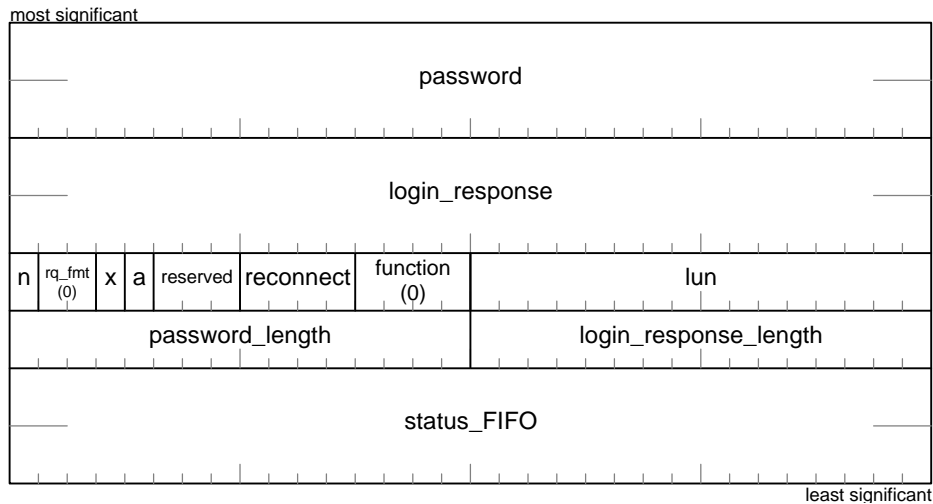 most significant
password
login_response
n rq_fmt x a reserved reconnect function lun
(0) (0)
password_length login_response_length
status_FIFO
least significant